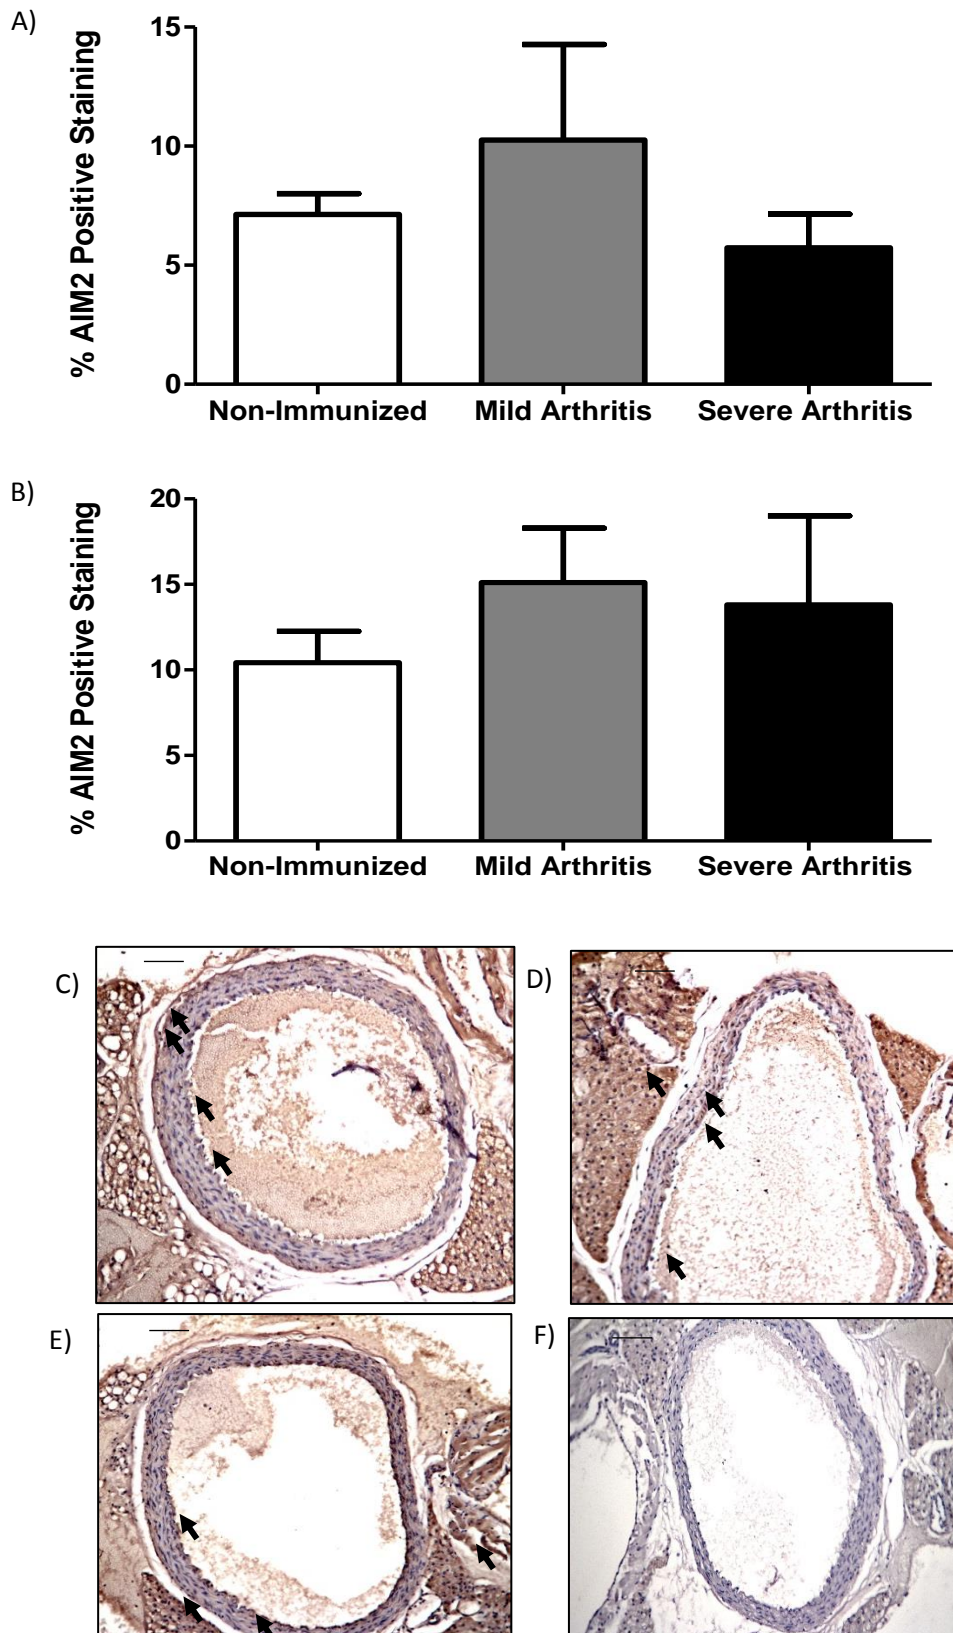 A)
% AIM2 Positive Staining
15
10
5
0
Non-Immunized Mild Arthritis Severe Arthritis
B)
% AIM2 Positive Staining
20
15
10
5
0
Non-Immunized Mild Arthritis Severe Arthritis
C)
D)
E)
F)